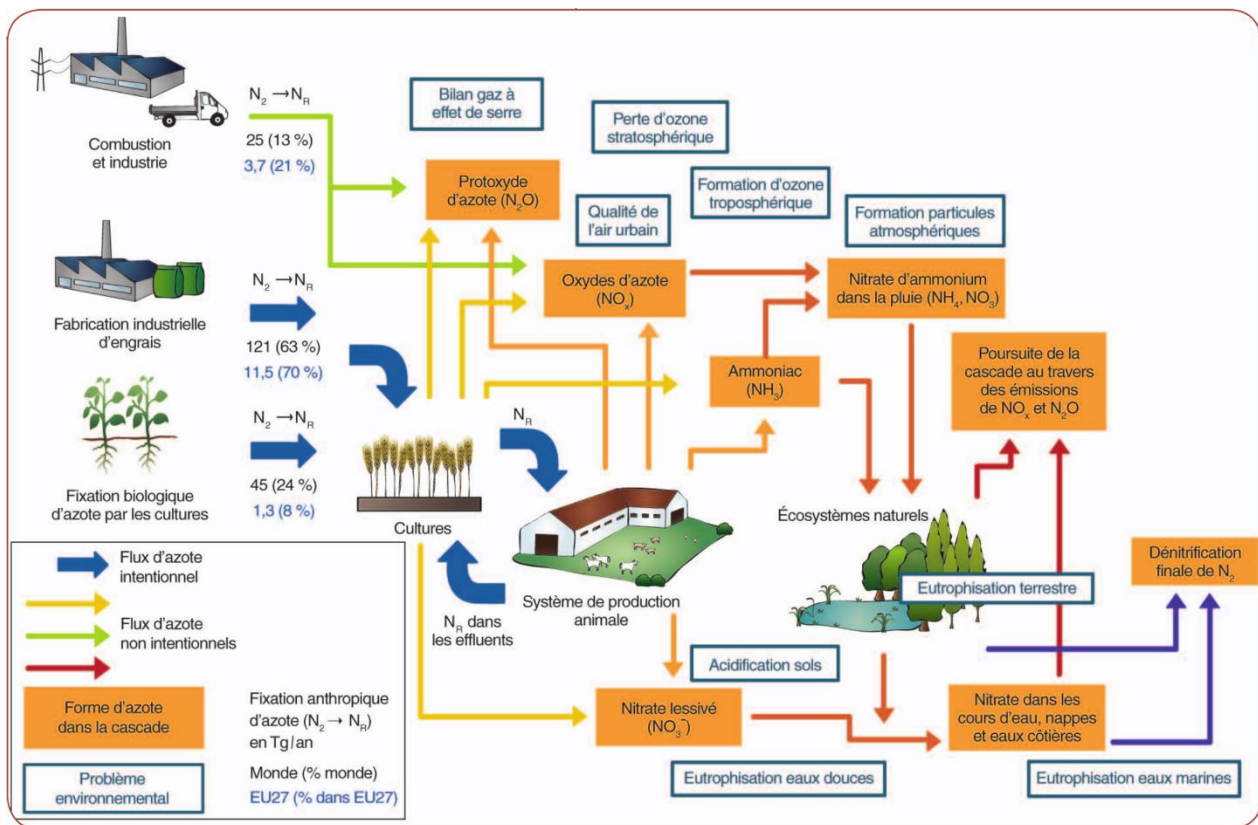 N₂ → Nᴿ
Combustion
et industrie
25 (13 %)
3,7 (21 %)
Bilan gaz à
effet de serre
Perte d'ozone
stratosphérique
Protoxyde
d'azote (N₂O)
Formation d'ozone
troposphérique
Qualité de
l'air urbain
Formation particules
atmosphériques
N₂ → Nᴿ
Fabrication industrielle
d'engrais
121 (63 %)
11,5 (70 %)
Oxydes d'azote
(NOₓ)
Nitrate d'ammonium
dans la pluie (NH₄, NO₃)
Ammoniac
(NH₃)
Poursuite de la
cascade au travers
des émissions
de NOₓ et N₂O
N₂ → Nᴿ
Fixation biologique
d'azote par les cultures
45 (24 %)
1,3 (8 %)
Nᴿ
Cultures
Écosystèmes naturels
Système de production
animale
Nᴿ dans
les effluents
Eutrophisation terrestre
Dénitrification
finale de N₂
Acidification sols
Nitrate lessivé
(NO₃⁻)
Nitrate dans les
cours d'eau, nappes
et eaux côtières
Eutrophisation eaux douces
Eutrophisation eaux marines
Flux d'azote
intentionnel
Flux d'azote
non intentionnels
Forme d'azote
dans la cascade
Problème
environnemental
Fixation anthropique
d'azote (N₂ → Nᴿ)
en Tg/an
Monde (% monde)
EU27 (% dans EU27)